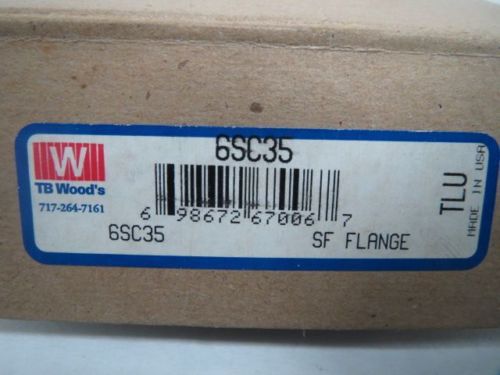 6SC35
W
TB Wood's
717-264-7161
6 98672 67006 7
6SC35
SF FLANGE
TLU
MADE IN USA